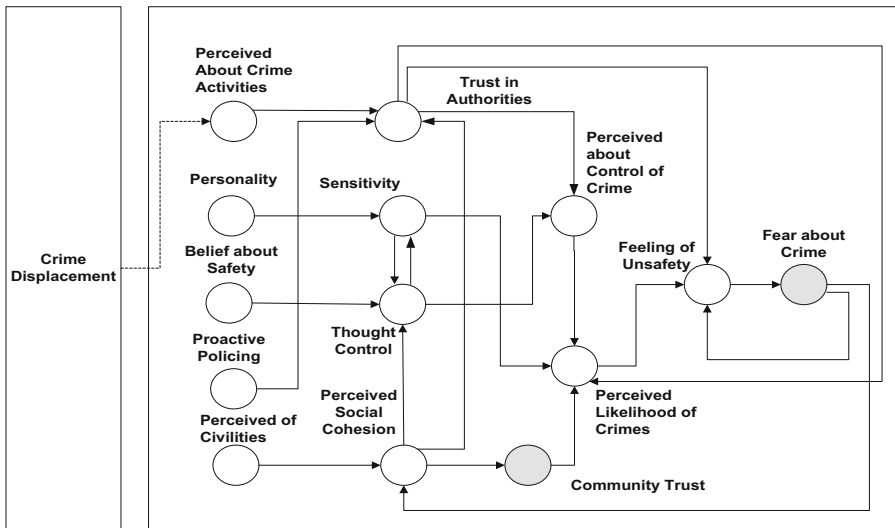 Crime
Displacement
Perceived
About Crime
Activities
Trust in
Authorities
Perceived
about
Control of
Crime
Personality
Sensitivity
Belief about
Safety
Feeling of
Unsafety
Fear about
Crime
Thought
Control
Proactive
Policing
Perceived
Social
Cohesion
Perceived
Likelihood of
Crimes
Perceived of
Civilities
Community Trust